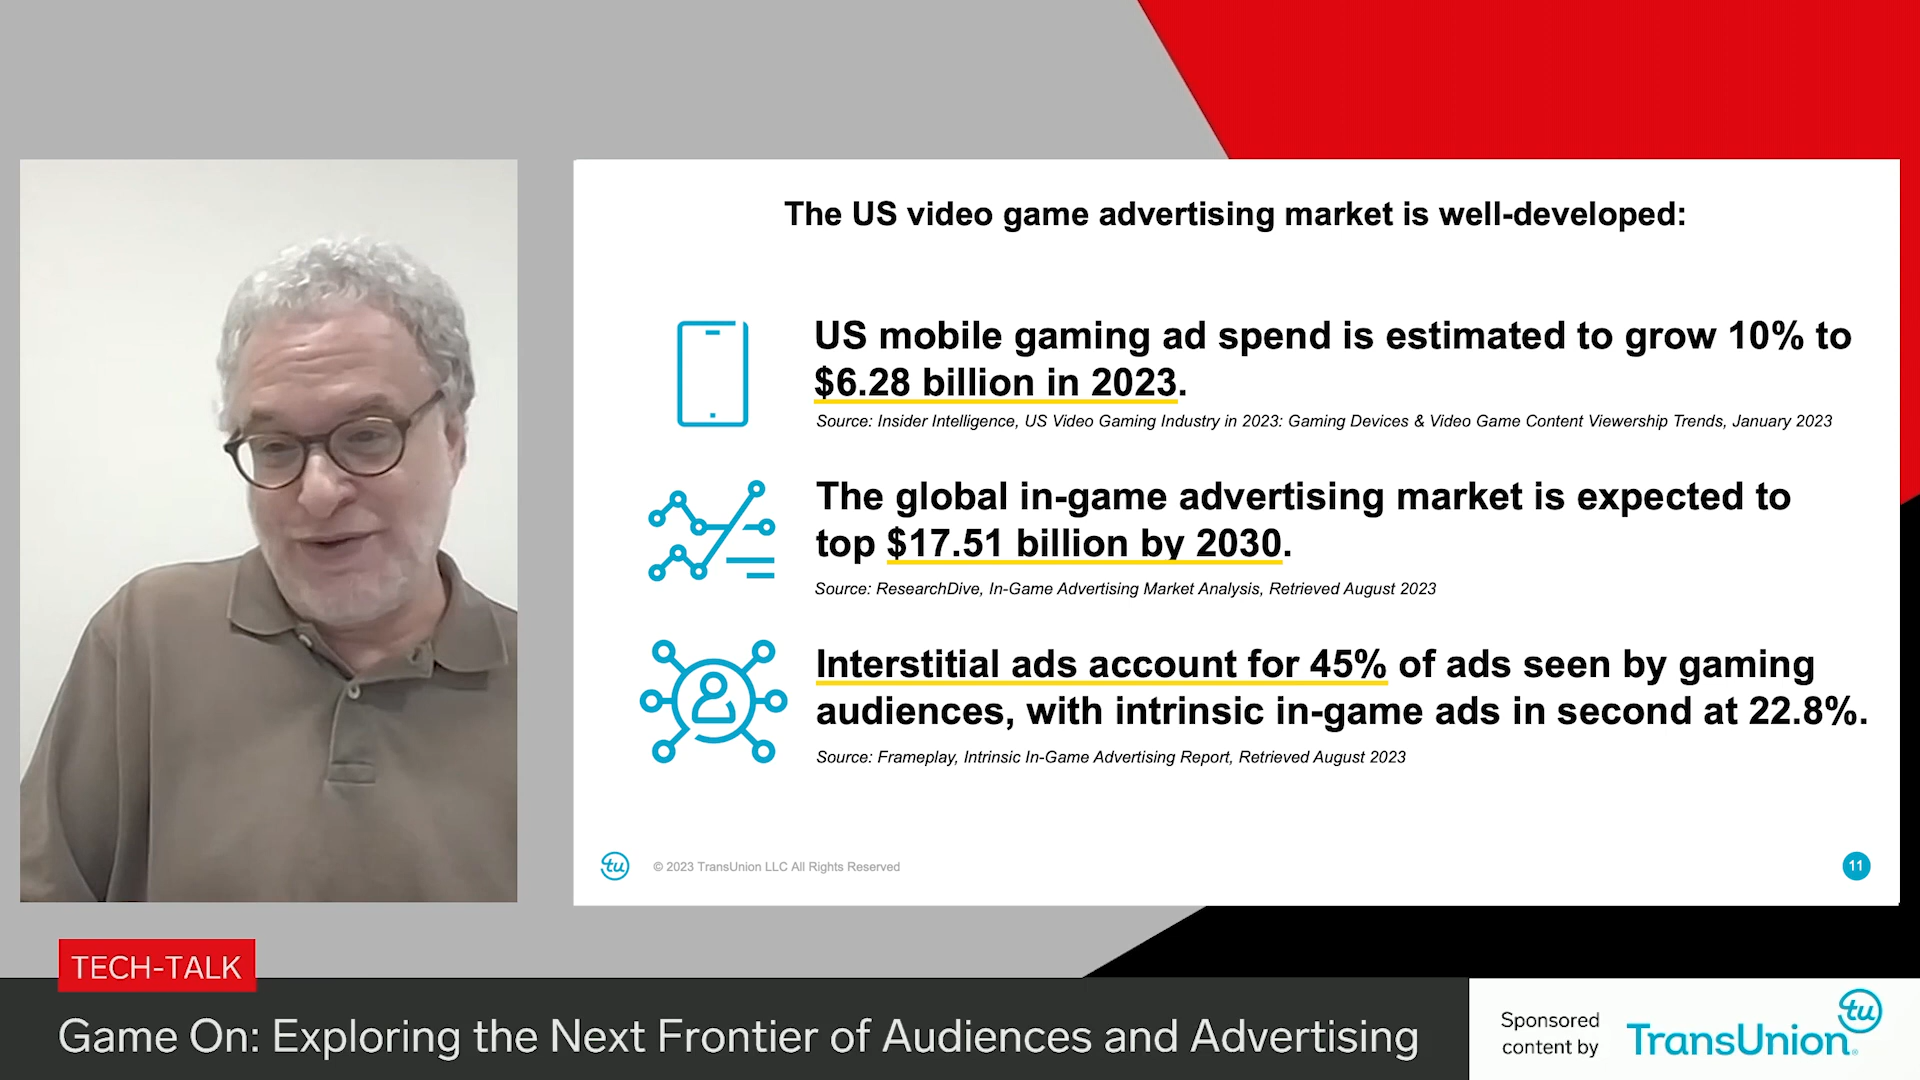 The US video game advertising market is well-developed:
US mobile gaming ad spend is estimated to grow 10% to
$6.28 billion in 2023.
Source: Insider Intelligence, US Video Gaming Industry in 2023: Gaming Devices & Video Game Content Viewership Trends, January 2023
The global in-game advertising market is expected to
top $17.51 billion by 2030.
Source: ResearchDive, In-Game Advertising Market Analysis, Retrieved August 2023
Interstitial ads account for 45% of ads seen by gaming
audiences, with intrinsic in-game ads in second at 22.8%.
Source: Frameplay, Intrinsic In-Game Advertising Report, Retrieved August 2023
tu
© 2023 TransUnion LLC All Rights Reserved
11
TECH-TALK
Game On: Exploring the Next Frontier of Audiences and Advertising
Sponsored
content by
TransUnion®
tu